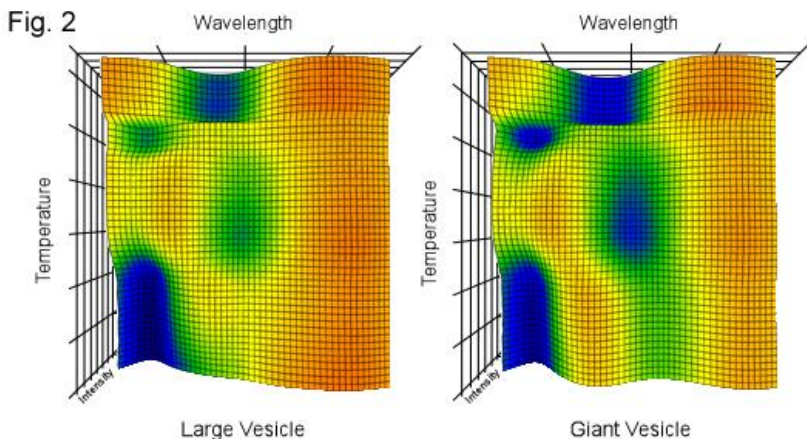 Fig. 2
Wavelength
Wavelength
Temperature
Temperature
Intensity
Intensity
Large Vesicle
Giant Vesicle